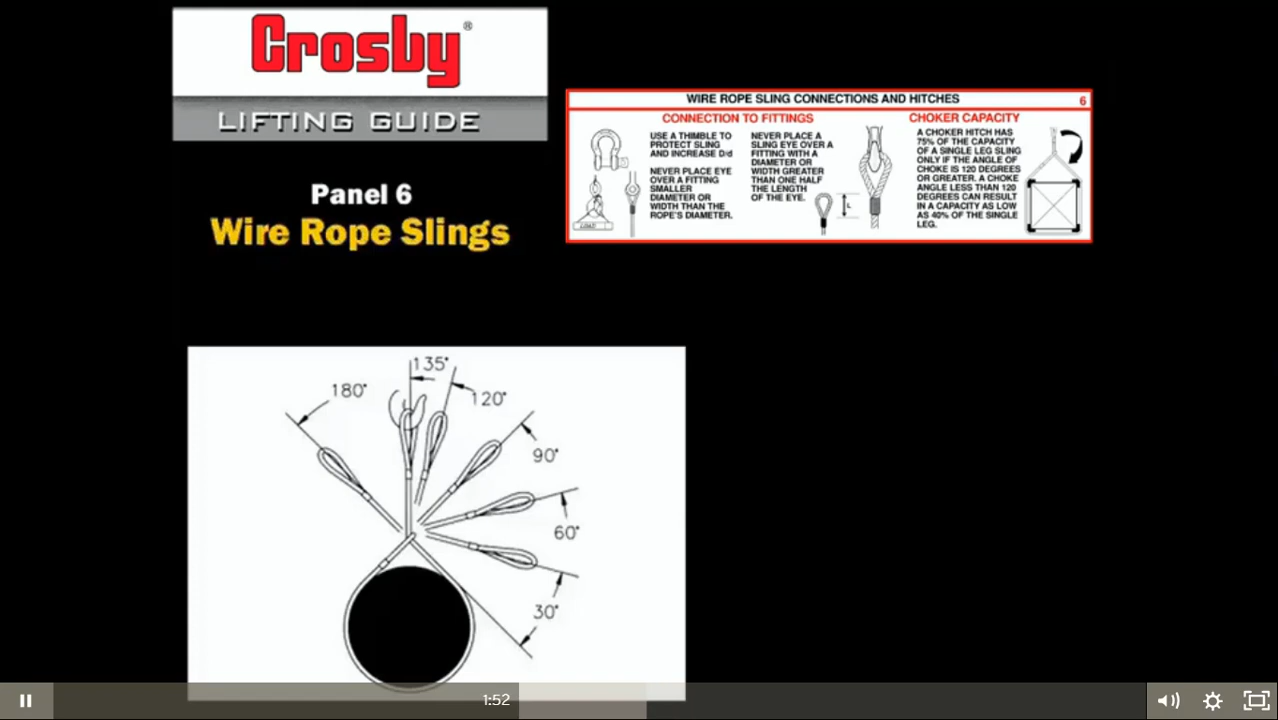 Crosby®
LIFTING GUIDE
Panel 6
Wire Rope Slings
WIRE ROPE SLING CONNECTIONS AND HITCHES
6
CONNECTION TO FITTINGS
USE A THIMBLE TO
PROTECT SLING
AND INCREASE D/d
NEVER PLACE EYE
OVER A FITTING
SMALLER
DIAMETER OR
WIDTH THAN THE
ROPE'S DIAMETER.
NEVER PLACE A
SLING EYE OVER A
FITTING WITH A
DIAMETER OR
WIDTH GREATER
THAN ONE HALF
THE LENGTH
OF THE EYE.
LOAD
L
CHOKER CAPACITY
A CHOKER HITCH HAS
75% OF THE CAPACITY
OF A SINGLE LEG SLING
ONLY IF THE ANGLE OF
CHOKE IS 120 DEGREES
OR GREATER. A CHOKE
ANGLE LESS THAN 120
DEGREES CAN RESULT
IN A CAPACITY AS LOW
AS 40% OF THE SINGLE
LEG.
135°
180°
120°
90°
60°
30°
1:52